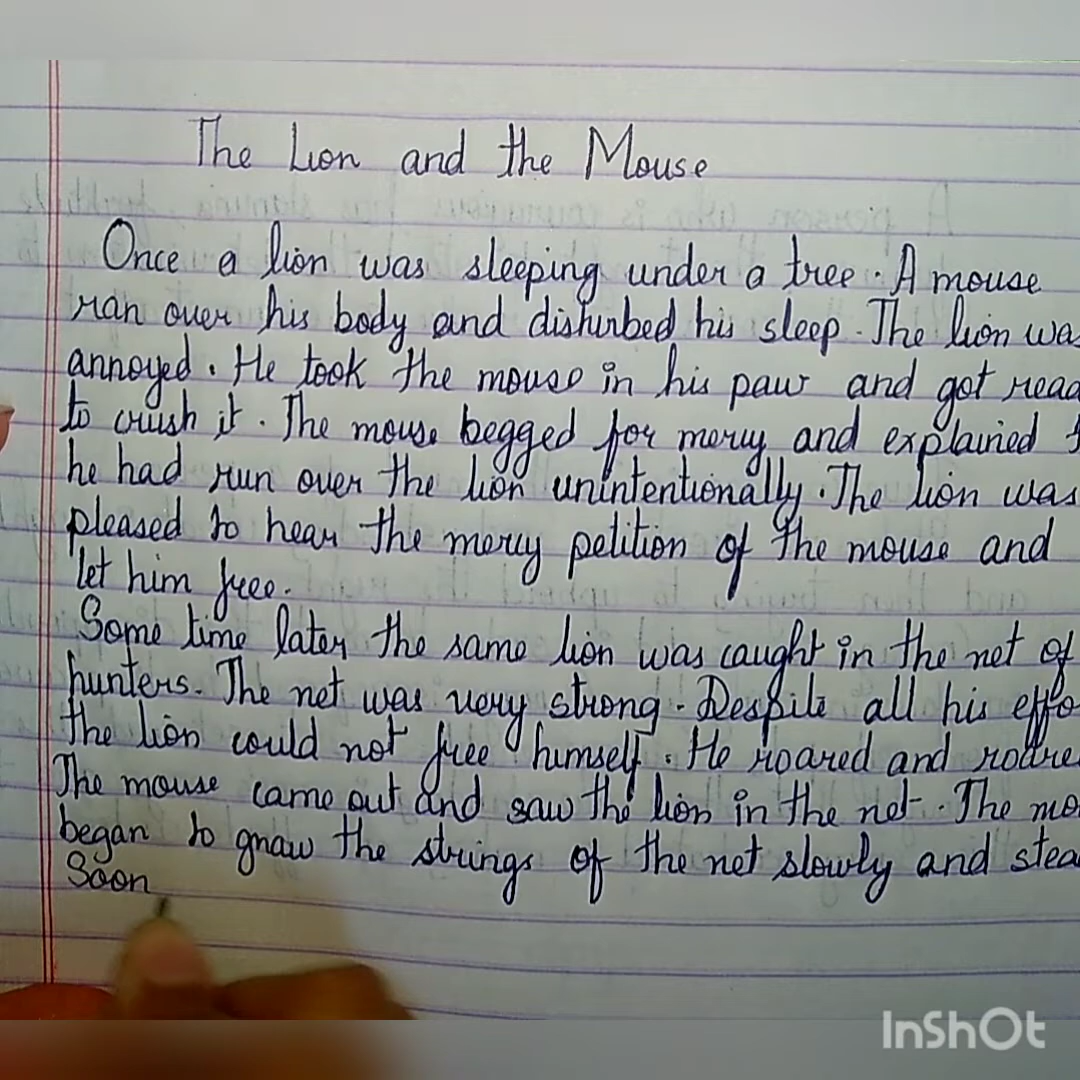 The Lion and the Mouse
Once a lion was sleeping under a tree. A mouse
ran over his body and disturbed his sleep. The lion was
annoyed. He took the mouse in his paw and got read
to crush it. The mouse begged for mercy and explained
he had run over the lion unintentionally. The lion was
pleased to hear the mercy petition of the mouse and
let him free.
Some time later the same lion was caught in the net of
hunters. The net was very strong. Despite all his effo
the lion could not free himself. He roared and roare
The mouse came out and saw the lion in the net. The mo
began to gnaw the strings of the net slowly and stea
Soon
InShOt